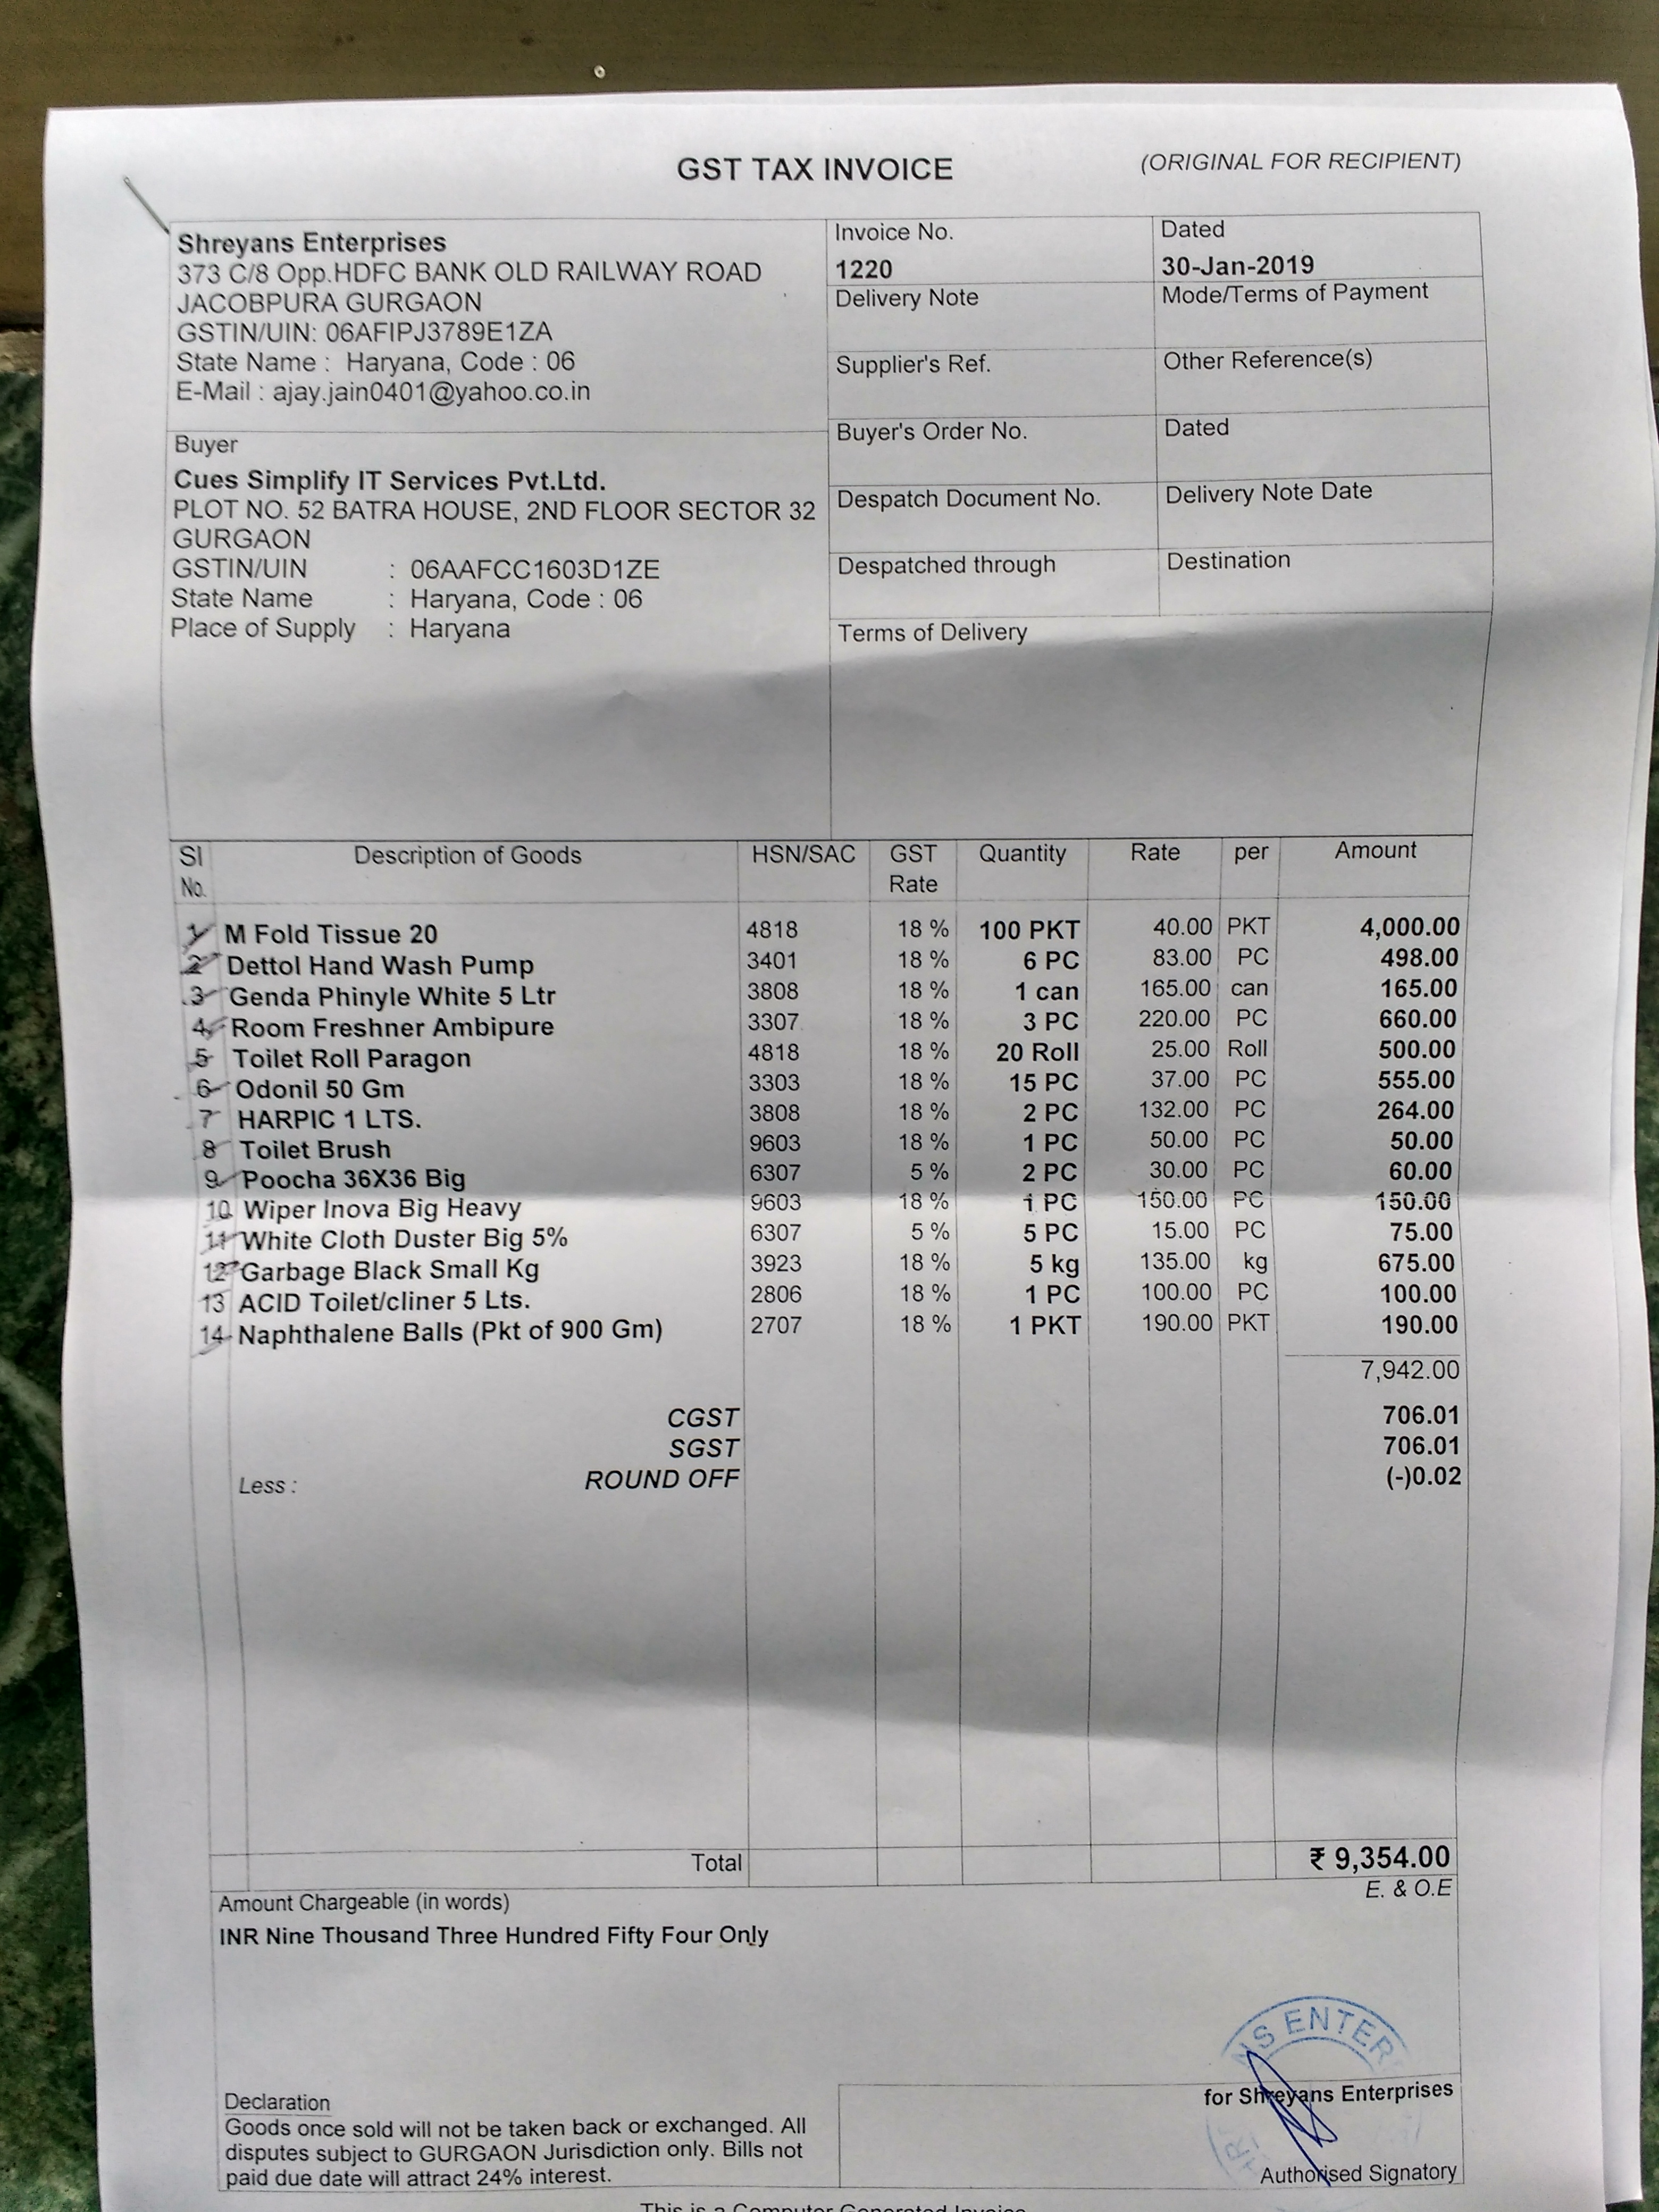 GST TAX INVOICE
(ORIGINAL FOR RECIPIENT)
Shreyans Enterprises
373 C/8 Opp.HDFC BANK OLD RAILWAY ROAD
JACOBPURA GURGAON
GSTIN/UIN: 06AFIPJ3789E1ZA
State Name : Haryana, Code : 06
E-Mail : ajay.jain0401@yahoo.co.in
Invoice No.
1220
Dated
30-Jan-2019
Delivery Note
Mode/Terms of Payment
Supplier's Ref.
Other Reference(s)
Buyer
Cues Simplify IT Services Pvt.Ltd.
PLOT NO. 52 BATRA HOUSE, 2ND FLOOR SECTOR 32
GURGAON
GSTIN/UIN : 06AAFCC1603D1ZE
State Name : Haryana, Code : 06
Place of Supply : Haryana
Buyer's Order No.
Dated
Despatch Document No.
Delivery Note Date
Despatched through
Destination
Terms of Delivery
Sl No. Description of Goods HSN/SAC GST Rate Quantity Rate per Amount
1 M Fold Tissue 20 4818 18 % 100 PKT 40.00 PKT 4,000.00
2 Dettol Hand Wash Pump 3401 18 % 6 PC 83.00 PC 498.00
3 Genda Phinyle White 5 Ltr 3808 18 % 1 can 165.00 can 165.00
4 Room Freshner Ambipure 3307 18 % 3 PC 220.00 PC 660.00
5 Toilet Roll Paragon 4818 18 % 20 Roll 25.00 Roll 500.00
6 Odonil 50 Gm 3303 18 % 15 PC 37.00 PC 555.00
7 HARPIC 1 LTS. 3808 18 % 2 PC 132.00 PC 264.00
8 Toilet Brush 9603 18 % 1 PC 50.00 PC 50.00
9 Poocha 36X36 Big 6307 5 % 2 PC 30.00 PC 60.00
10 Wiper Inova Big Heavy 9603 18 % 1 PC 150.00 PC 150.00
11 White Cloth Duster Big 5% 6307 5 % 5 PC 15.00 PC 75.00
12 Garbage Black Small Kg 3923 18 % 5 kg 135.00 kg 675.00
13 ACID Toilet/cliner 5 Lts. 2806 18 % 1 PC 100.00 PC 100.00
14 Naphthalene Balls (Pkt of 900 Gm) 2707 18 % 1 PKT 190.00 PKT 190.00
7,942.00
CGST 706.01
SGST 706.01
Less : ROUND OFF (-)0.02
Total ₹ 9,354.00
E. & O.E
Amount Chargeable (in words)
INR Nine Thousand Three Hundred Fifty Four Only
NS ENTER
Declaration
Goods once sold will not be taken back or exchanged. All
disputes subject to GURGAON Jurisdiction only. Bills not
paid due date will attract 24% interest.
for Shreyans Enterprises
Authorised Signatory
This is a Computer Generated Invoice